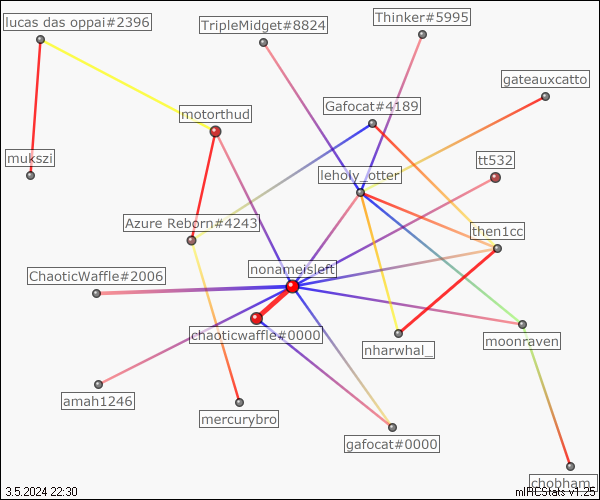 lucas das oppai#2396
TripleMidget#8824
Thinker#5995
gateauxcatto
Gafocat#4189
motorthud
mukszi
leholy_otter
tt532
Azure Reborn#4243
then1cc
nonameisleft
ChaoticWaffle#2006
chaoticwaffle#0000
nharwhal_
moonraven
amah1246
mercurybro
gafocat#0000
chobham_
3.5.2024 22:30
mIRCStats v1.25